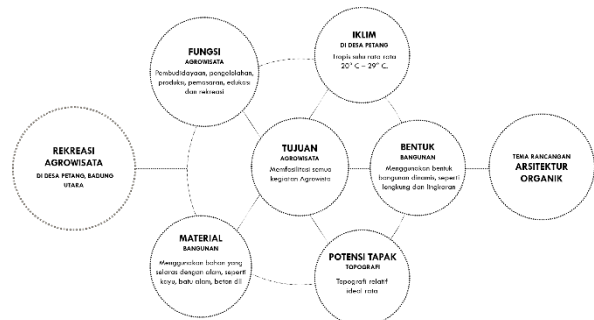 REKREASI
AGROWISATA
DI DESA PETANG, BADUNG
UTARA
FUNGSI
AGROWISATA
Pembudidayaan, pengololahan,
produksi, pemasaran, edukasi
dan rekreasi
MATERIAL
BANGUNAN
Menggunakan bahan yang
selaras dengan alam, seperti
kayu, batu alam, beton dll
TUJUAN
AGROWISATA
Memfasilitasi semua
kegiatan Agrowista
IKLIM
DI DESA PETANG
Tropis suhu rata rata
20° C – 29° C.
BENTUK
BANGUNAN
Menggunakan bentuk
bangunan dinamis, seperti
lengkung dan lingkaran
POTENSI TAPAK
TOPOGRAFI
Topografi relatif
ideal rata
TEMA RANCANGAN
ARSITEKTUR
ORGANIK